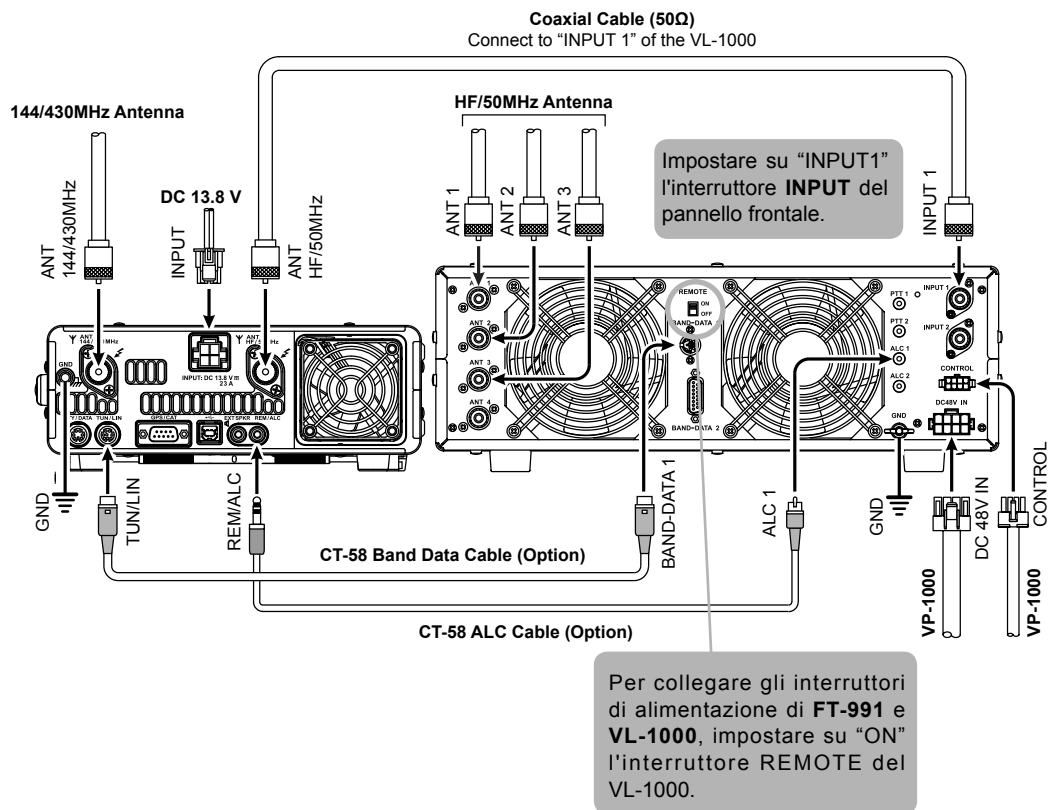 Coaxial Cable (50Ω)
Connect to “INPUT 1” of the VL-1000
144/430MHz Antenna
HF/50MHz Antenna
DC 13.8 V
ANT
144/430MHz
INPUT
ANT
HF/50MHz
ANT 1
ANT 2
ANT 3
Impostare su “INPUT1”
l'interruttore INPUT del
pannello frontale.
INPUT 1
REMOTE
ON
OFF
BAND-DATA
ANT 2
ANT 3
ANT 4
BAND-DATA 2
PTT 1
PTT 2
ALC 1
ALC 2
GND
INPUT 1
INPUT 2
CONTROL
DC48V IN
GND
ANT
ANT
INPUT: DC 13.8 V
23 A
DATA
TUN/LIN
GPS/CAT
EXT SPKR
REM/ALC
GND
TUN/LIN
REM/ALC
BAND-DATA 1
ALC 1
GND
DC 48V IN
CONTROL
CT-58 Band Data Cable (Option)
CT-58 ALC Cable (Option)
VP-1000
VP-1000
Per collegare gli interruttori
di alimentazione di FT-991 e
VL-1000, impostare su “ON”
l'interruttore REMOTE del
VL-1000.